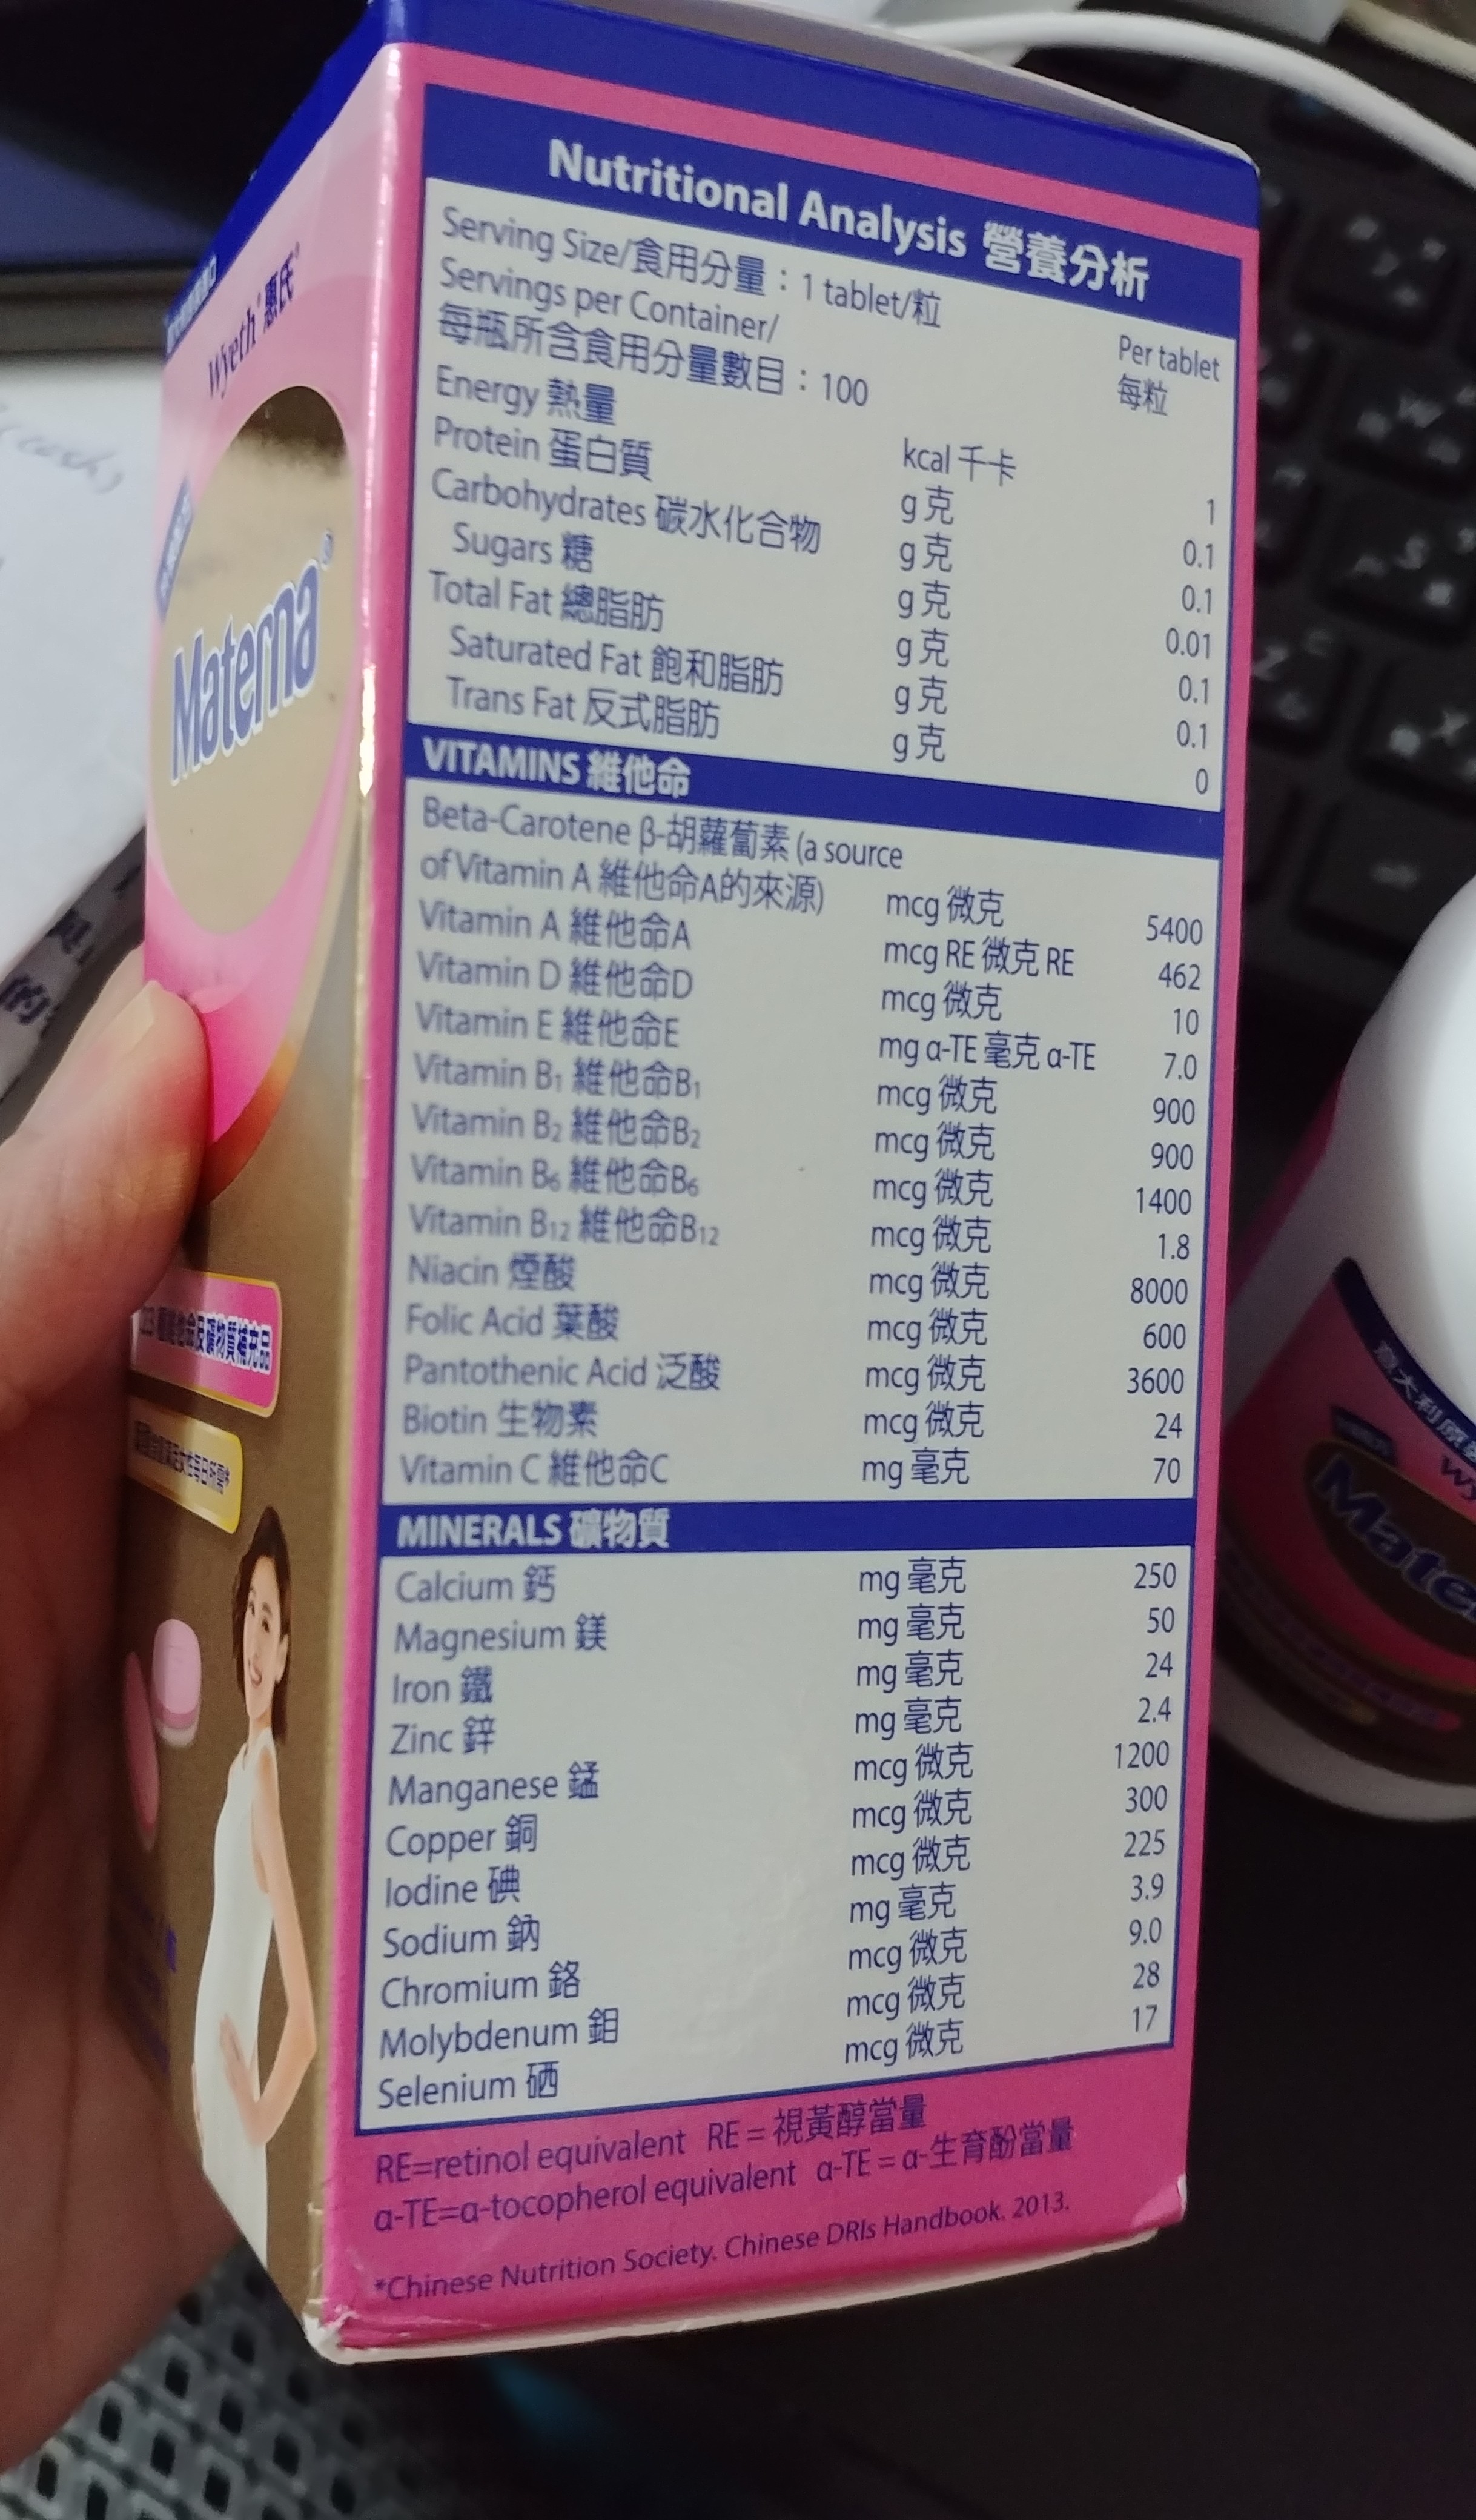 Nutritional Analysis 營養分析
Serving Size/食用分量：1 tablet/粒
Servings per Container/
每瓶所含食用分量數目：100
Per tablet
每粒
Energy 熱量 kcal 千卡 1
Protein 蛋白質 g 克 0.1
Carbohydrates 碳水化合物 g 克 0.1
Sugars 糖 g 克 0.01
Total Fat 總脂肪 g 克 0.1
Saturated Fat 飽和脂肪 g 克 0.1
Trans Fat 反式脂肪 g 克 0
VITAMINS 維他命
Beta-Carotene β-胡蘿蔔素 (a source
of Vitamin A 維他命A的來源) mcg 微克 5400
Vitamin A 維他命A mcg RE 微克 RE 462
Vitamin D 維他命D mcg 微克 10
Vitamin E 維他命E mg α-TE 毫克 α-TE 7.0
Vitamin B₁ 維他命B₁ mcg 微克 900
Vitamin B₂ 維他命B₂ mcg 微克 900
Vitamin B₆ 維他命B₆ mcg 微克 1400
Vitamin B₁₂ 維他命B₁₂ mcg 微克 1.8
Niacin 煙酸 mcg 微克 8000
Folic Acid 葉酸 mcg 微克 600
Pantothenic Acid 泛酸 mcg 微克 3600
Biotin 生物素 mcg 微克 24
Vitamin C 維他命C mg 毫克 70
MINERALS 礦物質
Calcium 鈣 mg 毫克 250
Magnesium 鎂 mg 毫克 50
Iron 鐵 mg 毫克 24
Zinc 鋅 mg 毫克 2.4
Manganese 錳 mcg 微克 1200
Copper 銅 mcg 微克 300
Iodine 碘 mcg 微克 225
Sodium 鈉 mg 毫克 3.9
Chromium 鉻 mcg 微克 9.0
Molybdenum 鉬 mcg 微克 28
Selenium 硒 mcg 微克 17
RE=retinol equivalent RE = 視黃醇當量
α-TE=α-tocopherol equivalent α-TE = α-生育酚當量
*Chinese Nutrition Society. Chinese DRIs Handbook. 2013.
Wyeth® 惠氏®
Materna®
維他命及礦物質補充品
意大利原
Mate